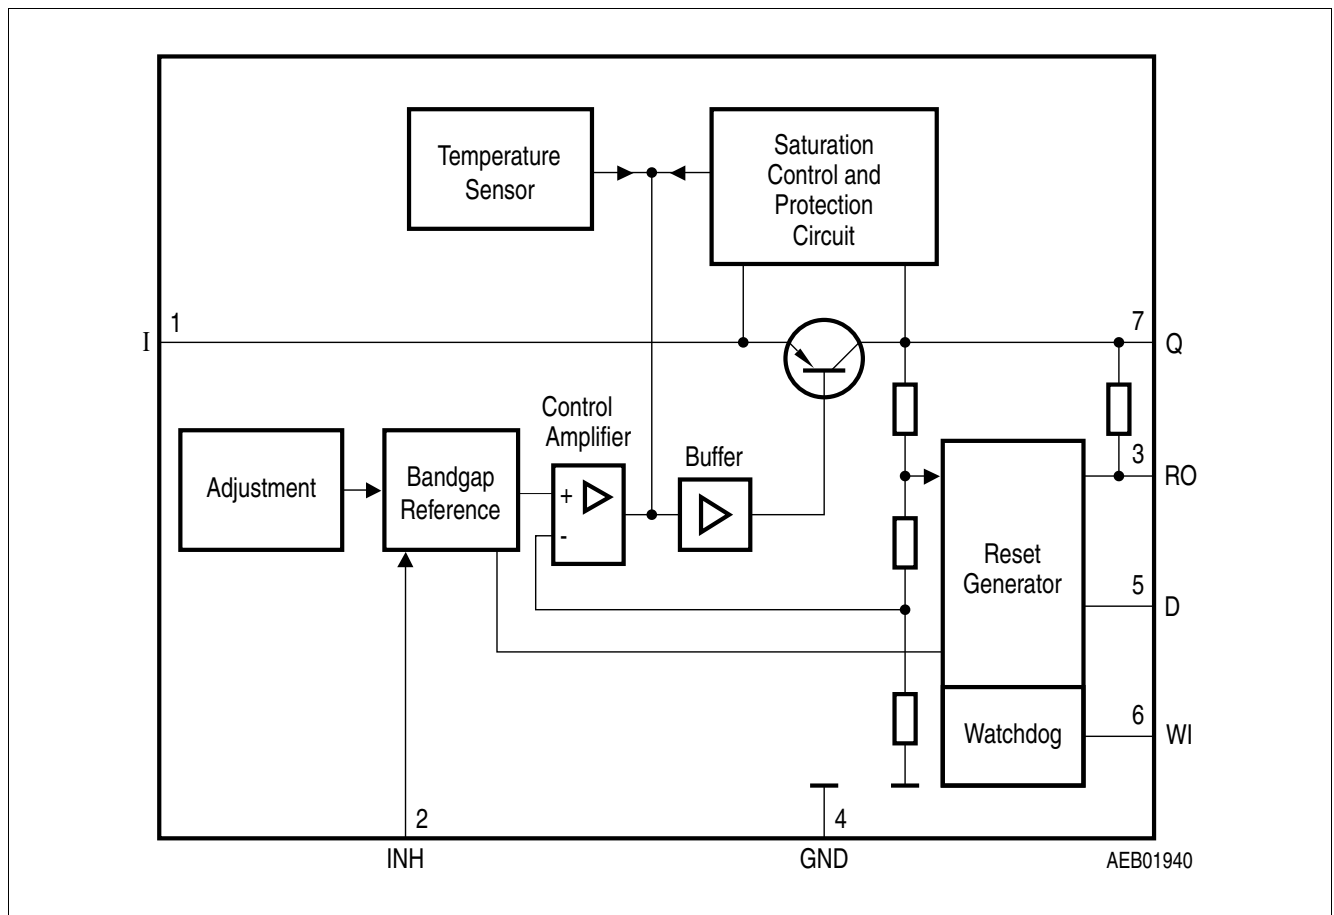 Temperature
Sensor
Saturation
Control and
Protection
Circuit
1
I
7
Q
Control
Amplifier
Buffer
Adjustment
Bandgap
Reference
+
-
3
RO
Reset
Generator
5
D
Watchdog
6
WI
2
INH
4
GND
AEB01940